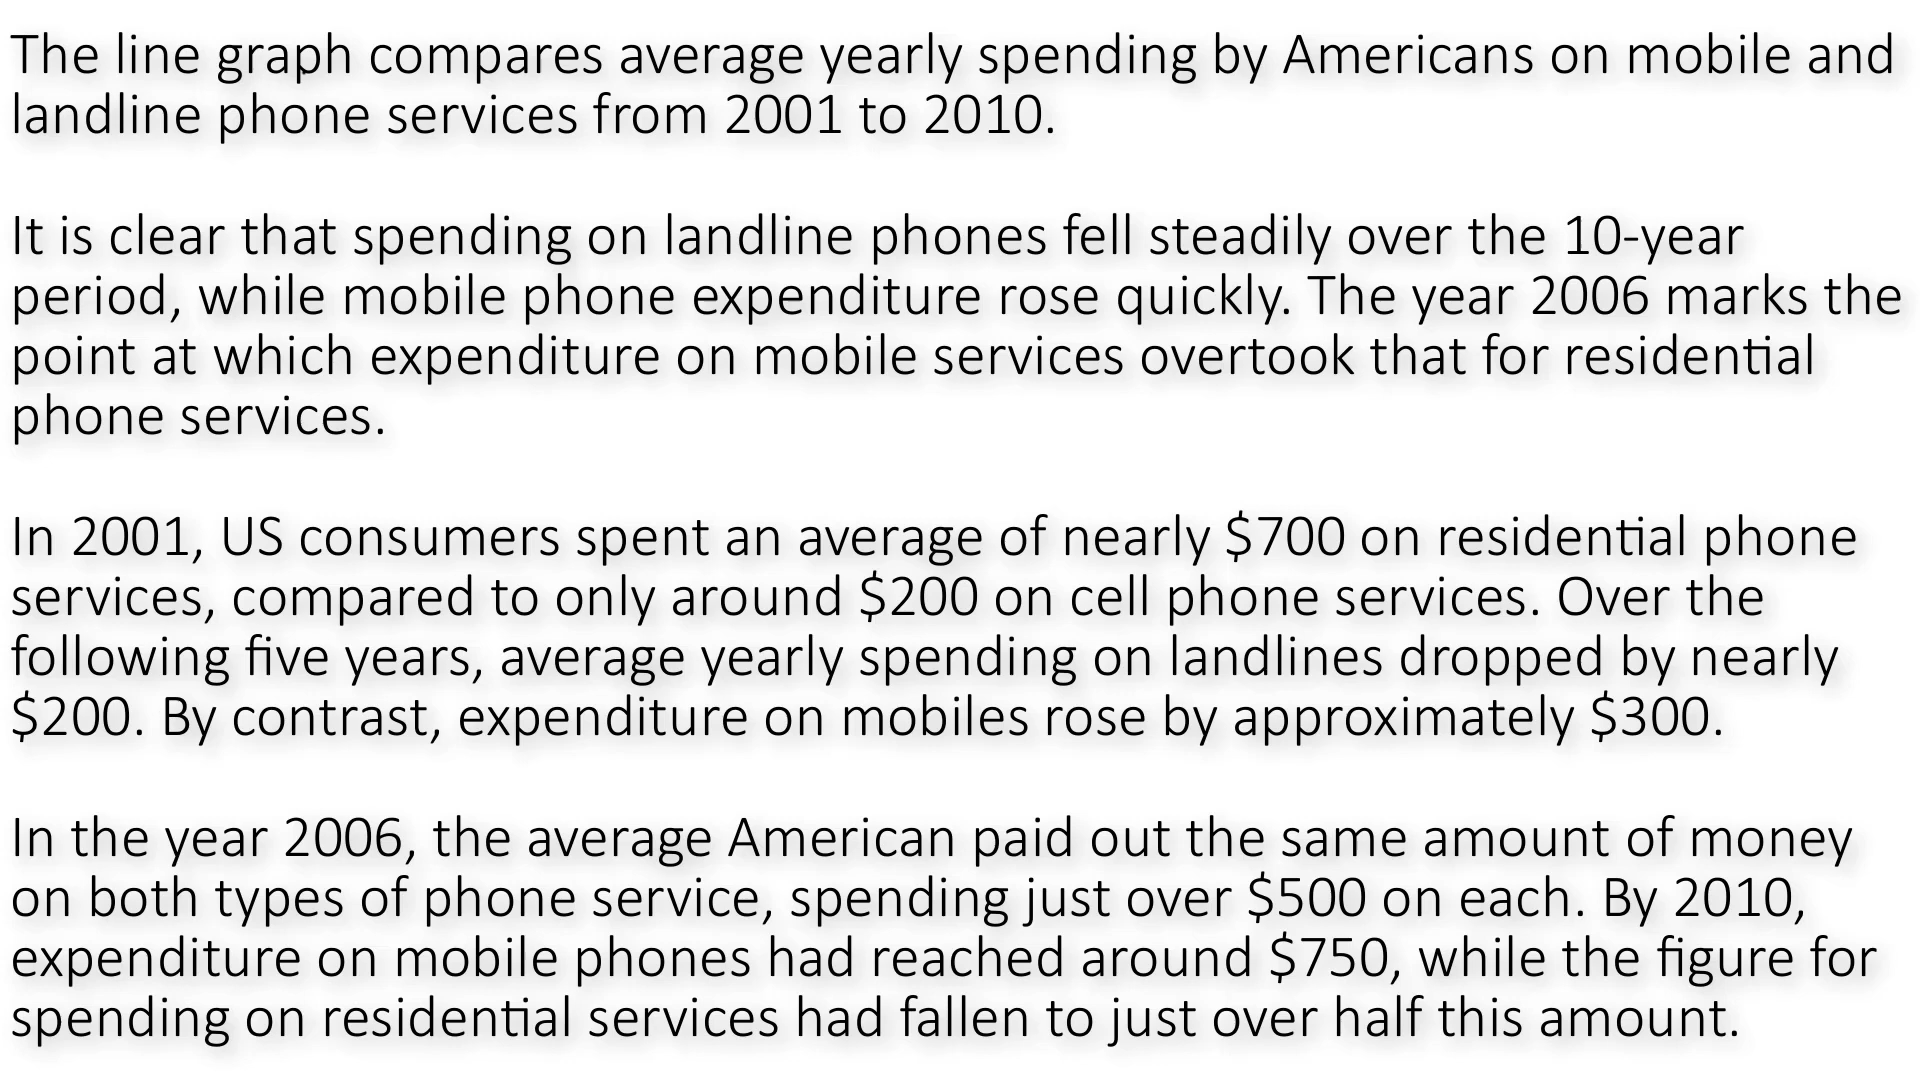 The line graph compares average yearly spending by Americans on mobile and
landline phone services from 2001 to 2010.
It is clear that spending on landline phones fell steadily over the 10-year
period, while mobile phone expenditure rose quickly. The year 2006 marks the
point at which expenditure on mobile services overtook that for residential
phone services.
In 2001, US consumers spent an average of nearly $700 on residential phone
services, compared to only around $200 on cell phone services. Over the
following five years, average yearly spending on landlines dropped by nearly
$200. By contrast, expenditure on mobiles rose by approximately $300.
In the year 2006, the average American paid out the same amount of money
on both types of phone service, spending just over $500 on each. By 2010,
expenditure on mobile phones had reached around $750, while the figure for
spending on residential services had fallen to just over half this amount.